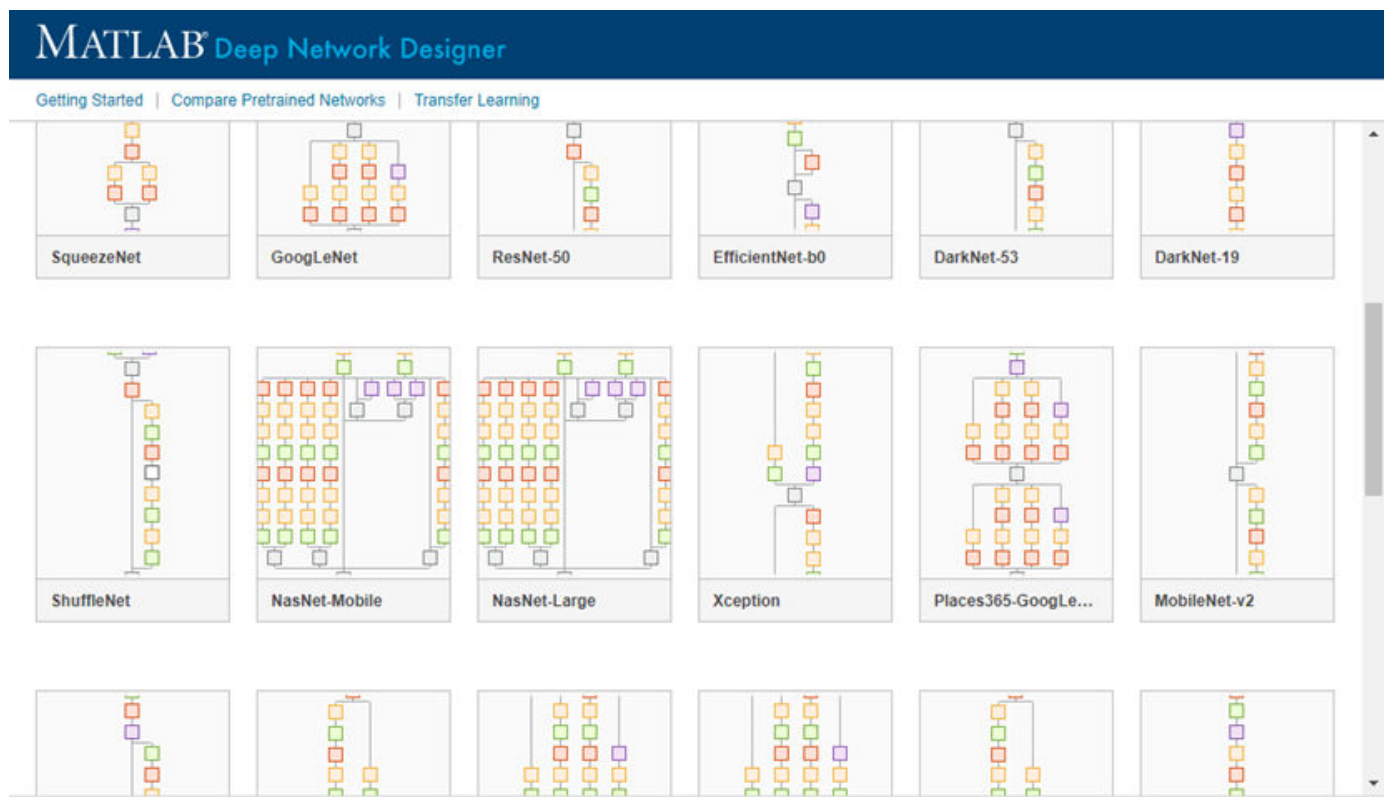 MATLAB® Deep Network Designer
Getting Started | Compare Pretrained Networks | Transfer Learning
SqueezeNet
GoogLeNet
ResNet-50
EfficientNet-b0
DarkNet-53
DarkNet-19
ShuffleNet
NasNet-Mobile
NasNet-Large
Xception
Places365-GoogLe...
MobileNet-v2